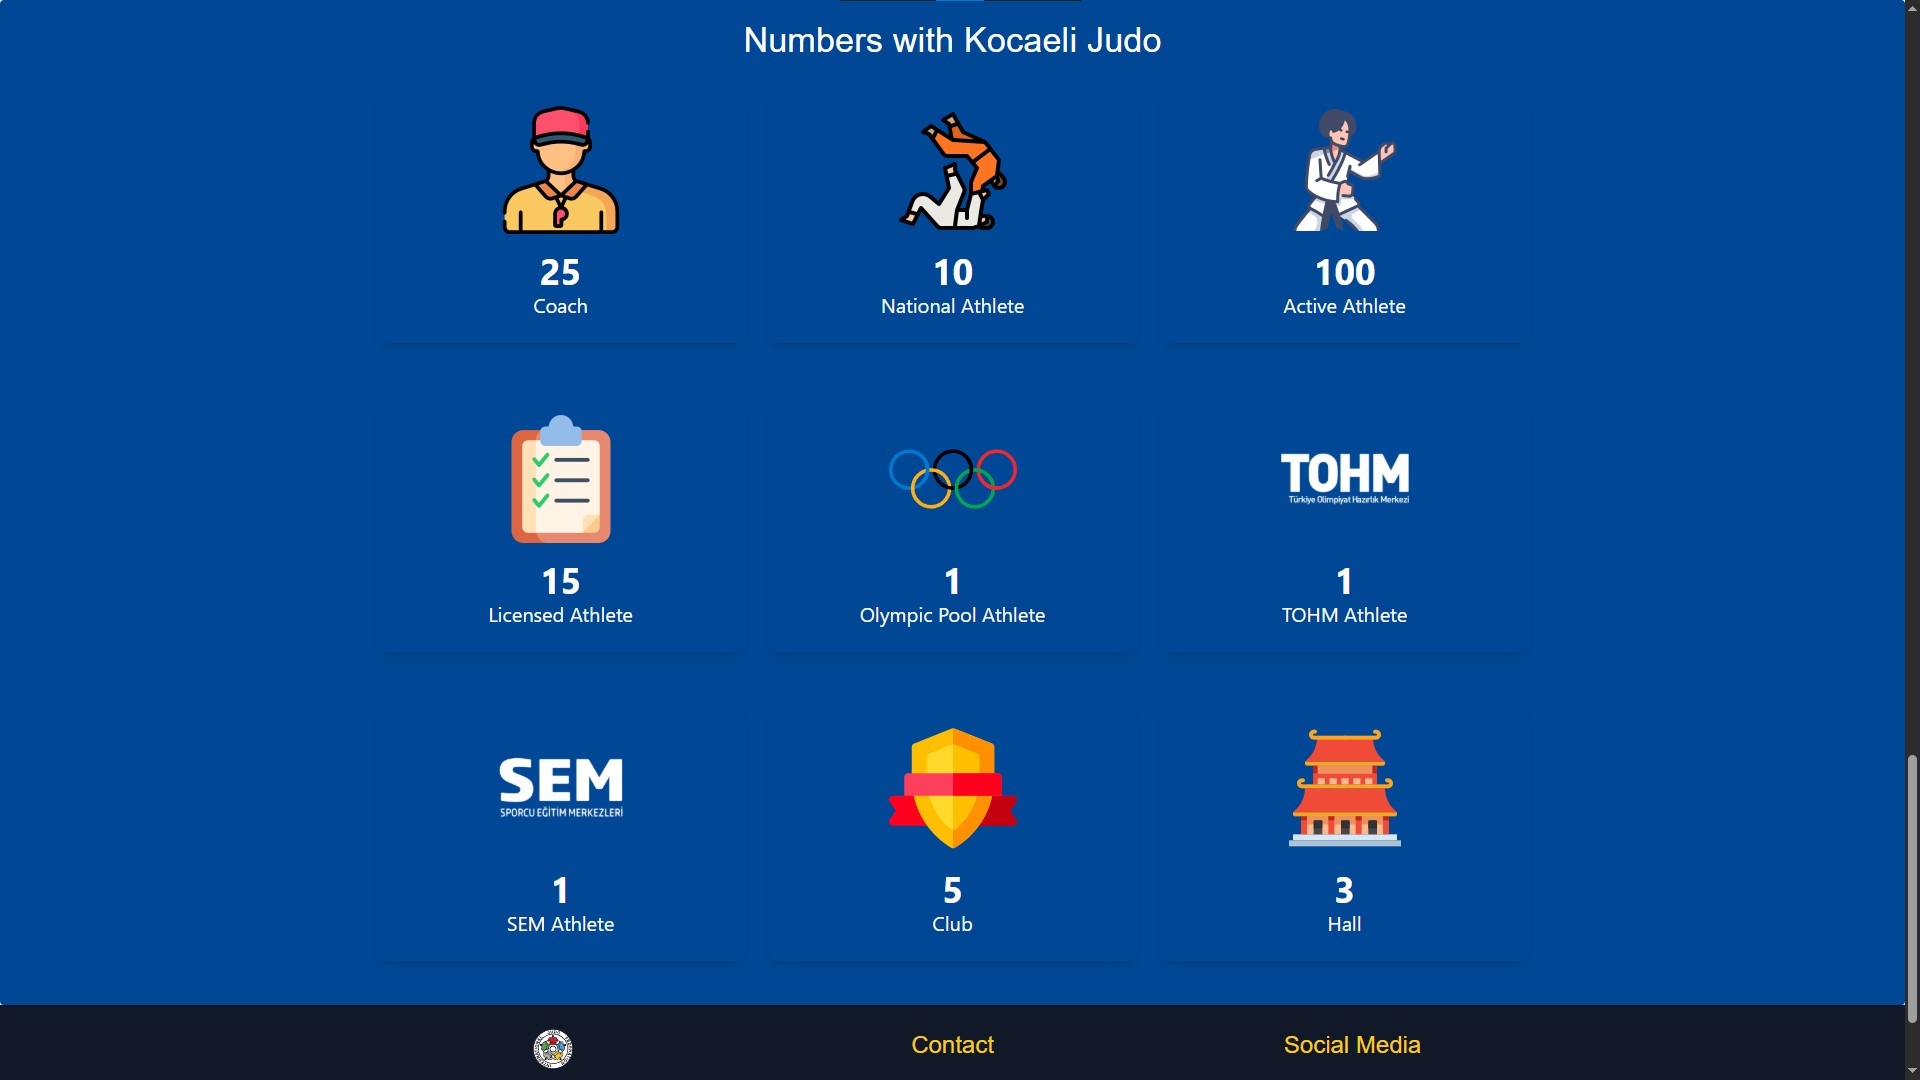 Numbers with Kocaeli Judo
25
Coach
10
National Athlete
100
Active Athlete
15
Licensed Athlete
1
Olympic Pool Athlete
TOHM
Türkiye Olimpiyat Hazırlık Merkezi
1
TOHM Athlete
SEM
SPORCU EĞİTİM MERKEZLERİ
1
SEM Athlete
5
Club
3
Hall
Contact
Social Media